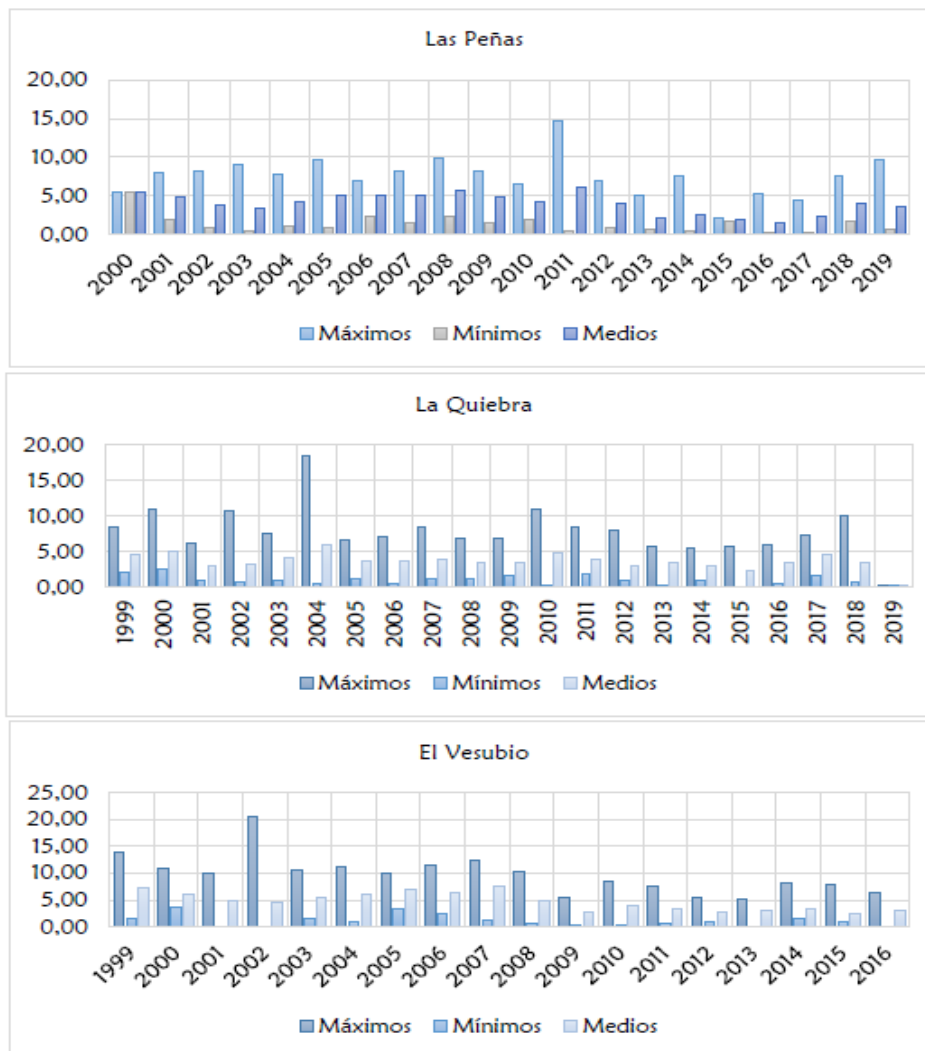 Las Peñas
20,00
15,00
10,00
5,00
0,00
2000 2001 2002 2003 2004 2005 2006 2007 2008 2009 2010 2011 2012 2013 2014 2015 2016 2017 2018 2019
Máximos Mínimos Medios
La Quiebra
20,00
15,00
10,00
5,00
0,00
1999 2000 2001 2002 2003 2004 2005 2006 2007 2008 2009 2010 2011 2012 2013 2014 2015 2016 2017 2018 2019
Máximos Mínimos Medios
El Vesubio
25,00
20,00
15,00
10,00
5,00
0,00
1999 2000 2001 2002 2003 2004 2005 2006 2007 2008 2009 2010 2011 2012 2013 2014 2015 2016
Máximos Mínimos Medios